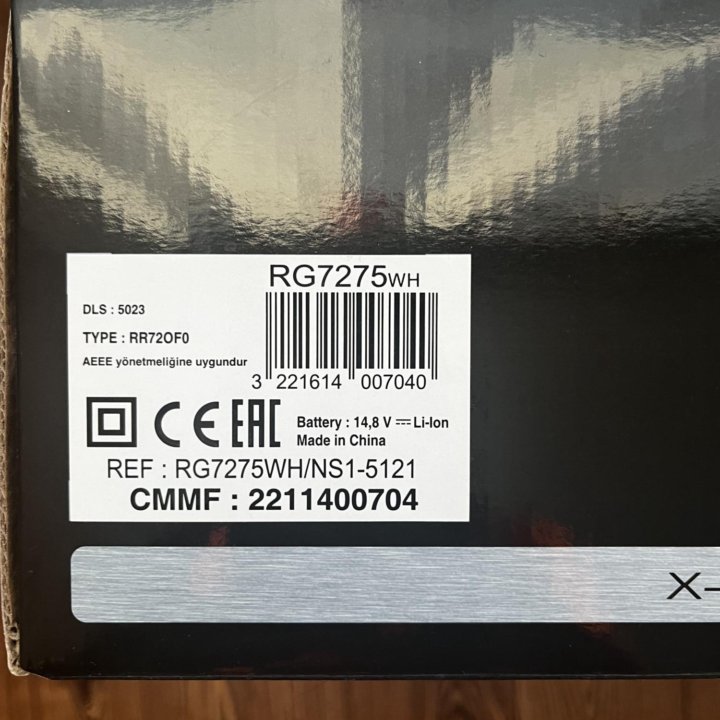 RG7275WH
DLS : 5023
TYPE : RR72OF0
AEEE yönetmeliğine uygundur
3 221614 007040
CE EAC
Battery : 14,8 V ⎓ Li-Ion
Made in China
REF : RG7275WH/NS1-5121
CMMF : 2211400704
X-